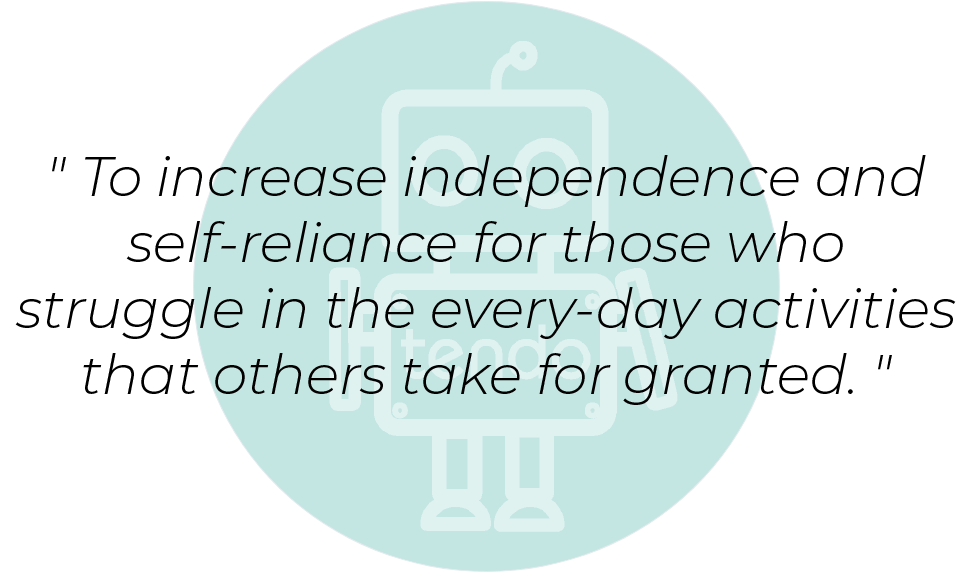 " To increase independence and
self-reliance for those who
struggle in the every-day activities
tendo
that others take for granted. "